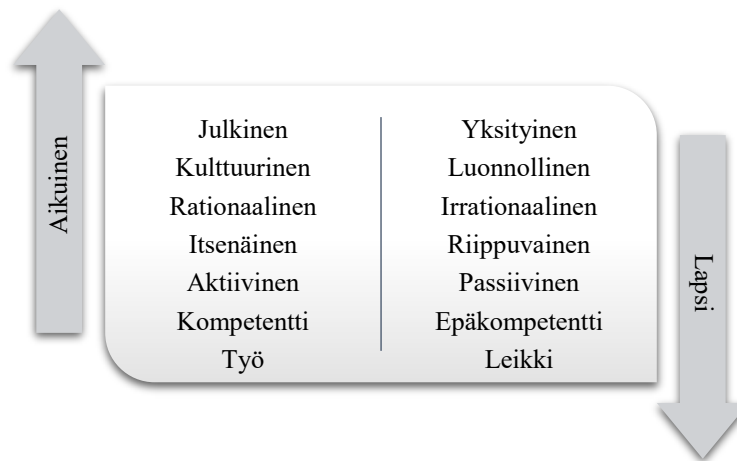 Aikuinen
Julkinen
Kulttuurinen
Rationaalinen
Itsenäinen
Aktiivinen
Kompetentti
Työ
Yksityinen
Luonnollinen
Irrationaalinen
Riippuvainen
Passiivinen
Epäkompetentti
Leikki
Lapsi